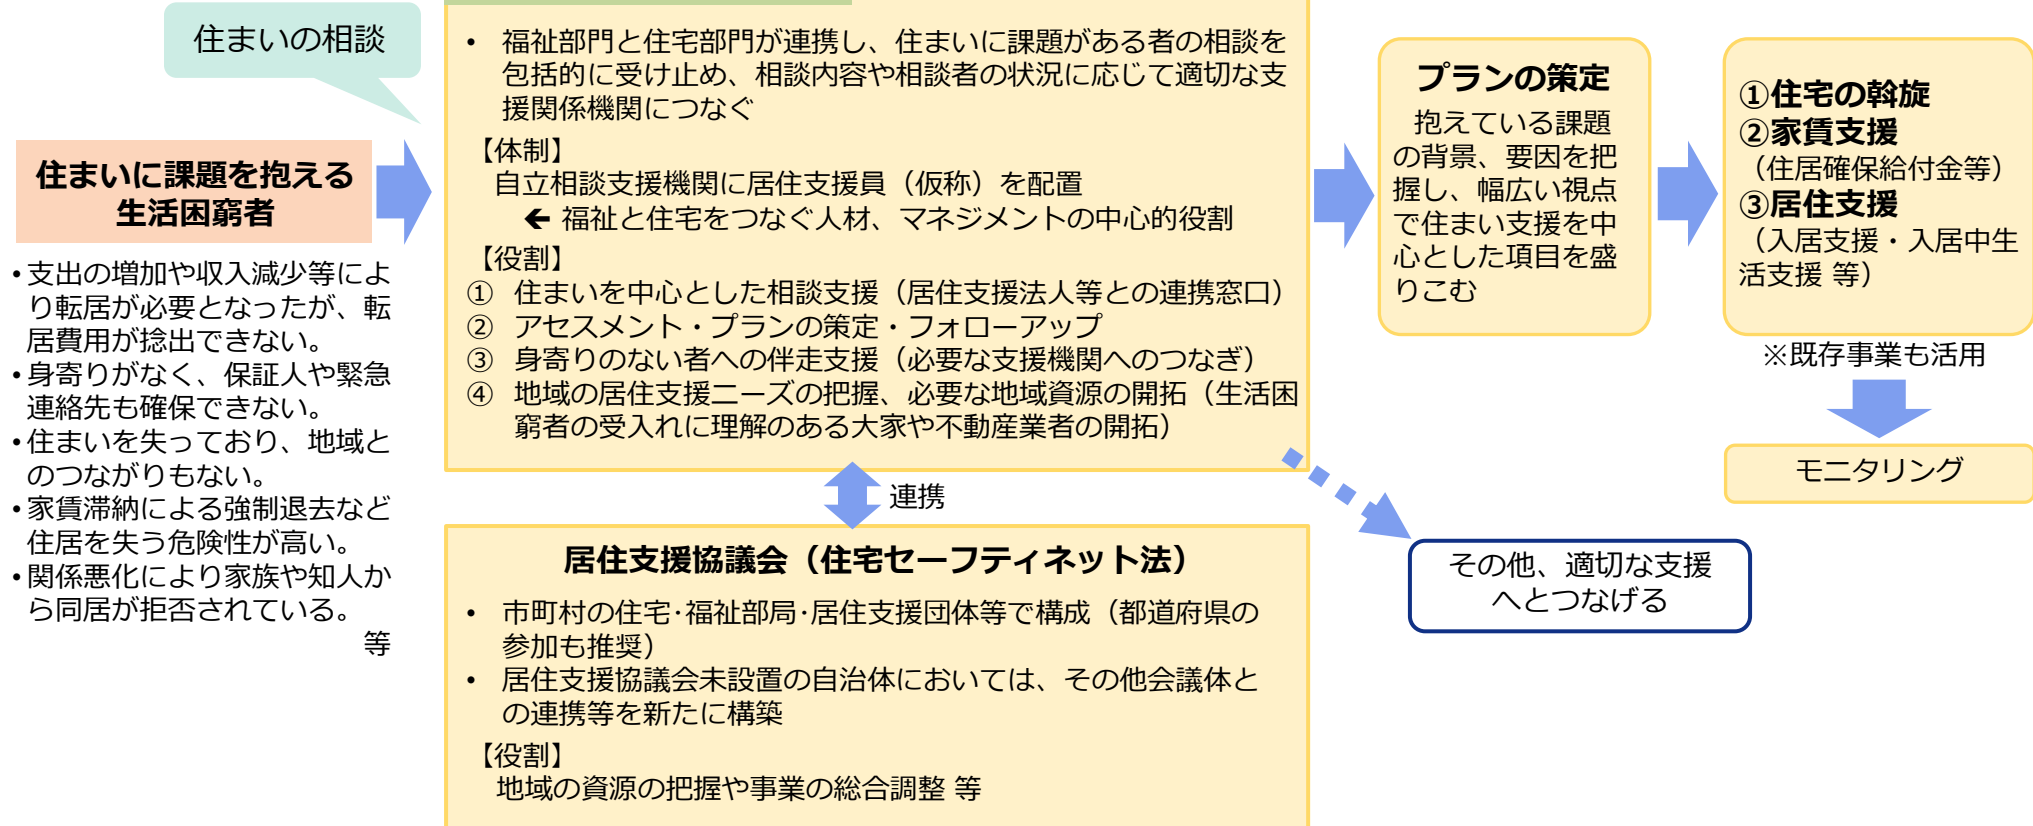 住まいの相談
住まいに課題を抱える
生活困窮者
•支出の増加や収入減少等によ
り転居が必要となったが、転
居費用が捻出できない。
•身寄りがなく、保証人や緊急
連絡先も確保できない。
•住まいを失っており、地域と
のつながりもない。
•家賃滞納による強制退去など
住居を失う危険性が高い。
•関係悪化により家族や知人か
ら同居が拒否されている。
等
• 福祉部門と住宅部門が連携し、住まいに課題がある者の相談を
包括的に受け止め、相談内容や相談者の状況に応じて適切な支
援関係機関につなぐ
【体制】
自立相談支援機関に居住支援員（仮称）を配置
← 福祉と住宅をつなぐ人材、マネジメントの中心的役割
【役割】
① 住まいを中心とした相談支援（居住支援法人等との連携窓口）
② アセスメント・プランの策定・フォローアップ
③ 身寄りのない者への伴走支援（必要な支援機関へのつなぎ）
④ 地域の居住支援ニーズの把握、必要な地域資源の開拓（生活困
窮者の受入れに理解のある大家や不動産業者の開拓）
連携
居住支援協議会（住宅セーフティネット法）
• 市町村の住宅･福祉部局･居住支援団体等で構成（都道府県の
参加も推奨）
• 居住支援協議会未設置の自治体においては、その他会議体と
の連携等を新たに構築
【役割】
地域の資源の把握や事業の総合調整 等
プランの策定
抱えている課題
の背景、要因を把
握し、幅広い視点
で住まい支援を中
心とした項目を盛
りこむ
①住宅の斡旋
②家賃支援
（住居確保給付金等）
③居住支援
（入居支援・入居中生
活支援 等）
※既存事業も活用
モニタリング
その他、適切な支援
へとつなげる